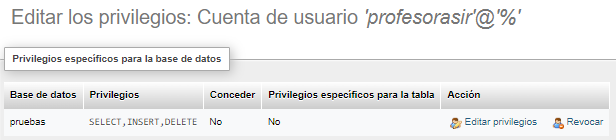 Editar los privilegios: Cuenta de usuario 'profesorasir'@'%'
Privilegios específicos para la base de datos
Base de datos Privilegios Conceder Privilegios específicos para la tabla Acción
pruebas SELECT,INSERT,DELETE No No Editar privilegios Revocar